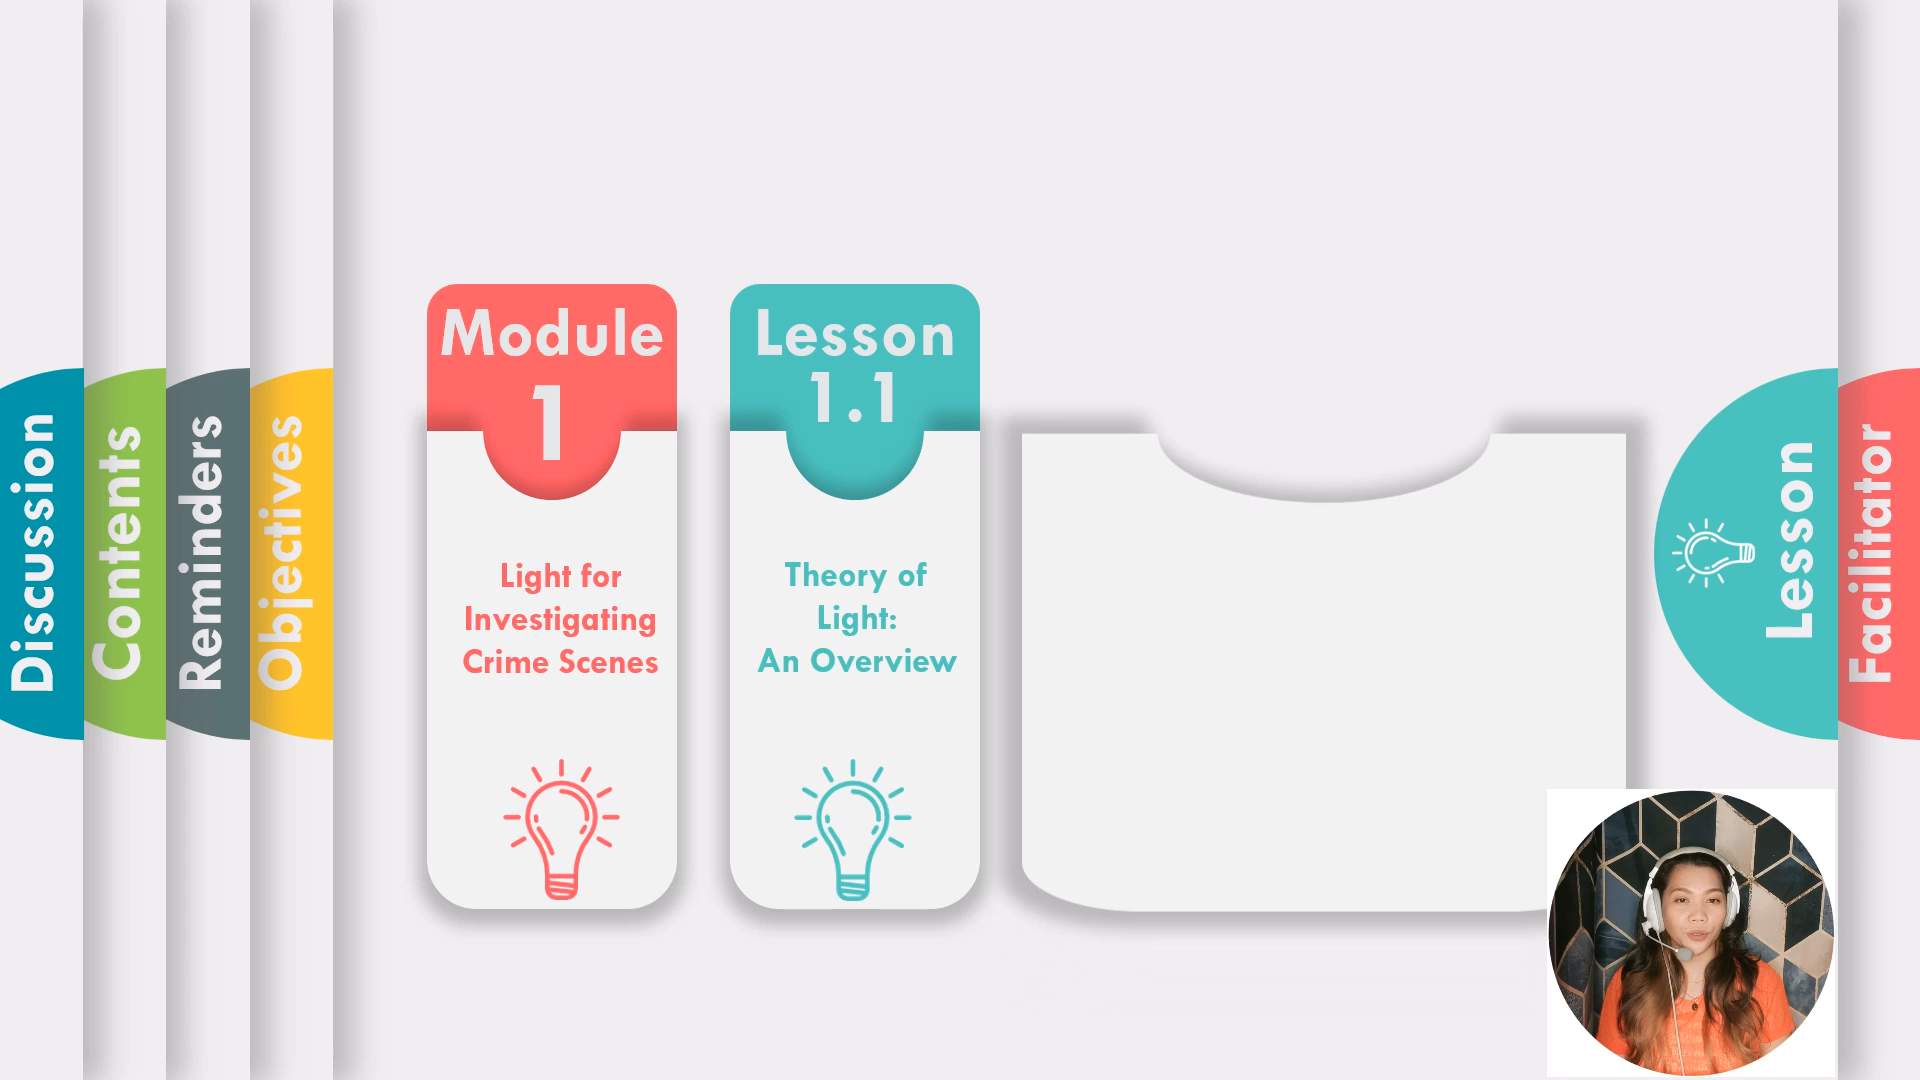 Discussion
Contents
Reminders
Objectives
Module
1
Light for
Investigating
Crime Scenes
Lesson
1.1
Theory of
Light:
An Overview
Lesson
Facilitator